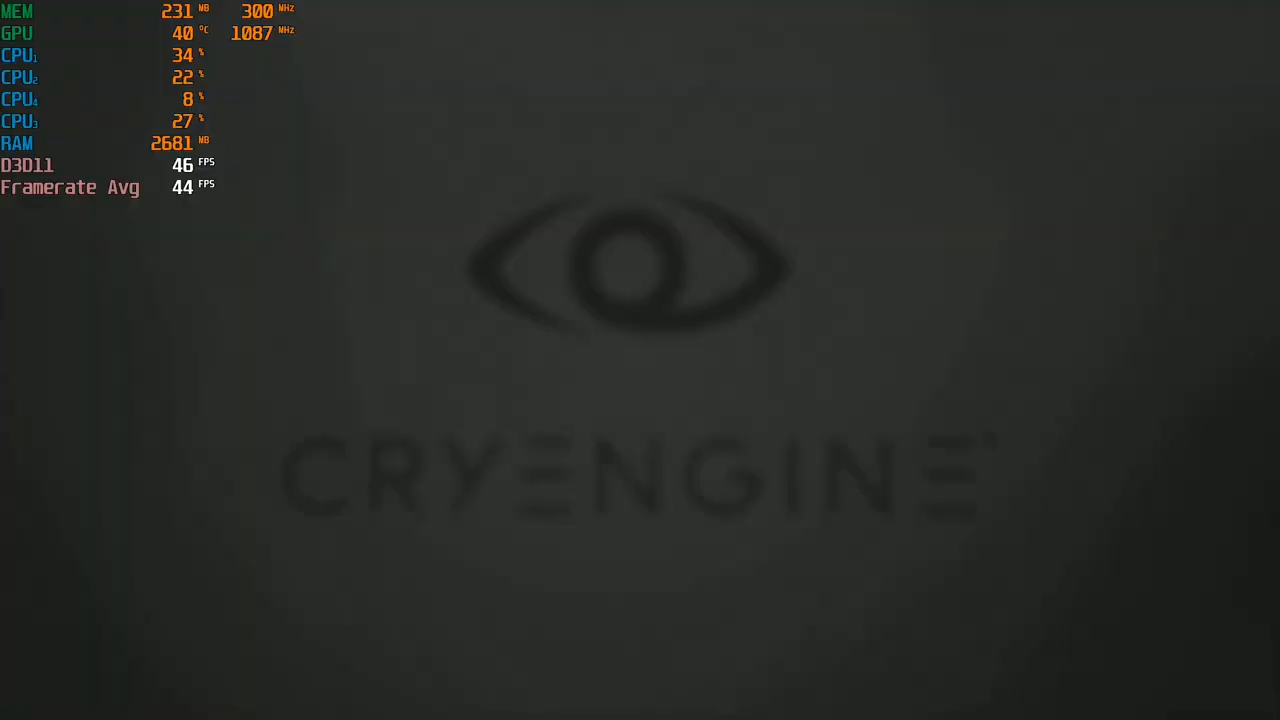 MEM 231 MB 300 MHz
GPU 40 °C 1087 MHz
CPU1 34 %
CPU2 22 %
CPU4 8 %
CPU3 27 %
RAM 2681 MB
D3D11 46 FPS
Framerate Avg 44 FPS
CRYENGINE